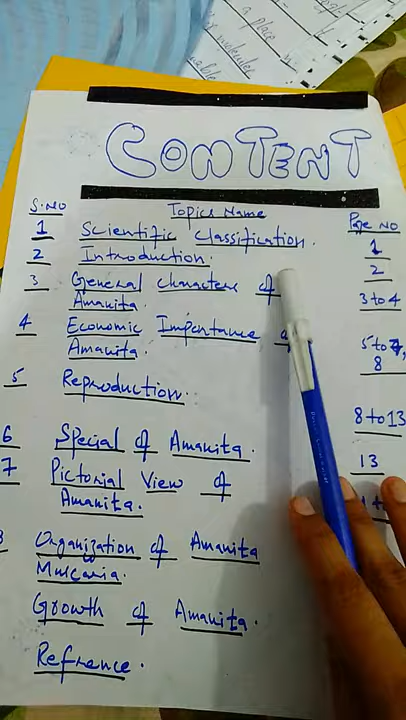 a place
molecular
CONTENT
S.NO Topics Name Page NO
1 Scientific classification. 1
2 Introduction. 2
3 General characters of 3 to 4
Amanita.
4 Economic Importance 5 to 7,
Amanita. 8
5 Reproduction. 8 to 13
6 Special of Amanita. 13
7 Pictorial View of
Amanita.
Organization of Amanita
Muscaria.
Growth of Amanita.
Refrence.